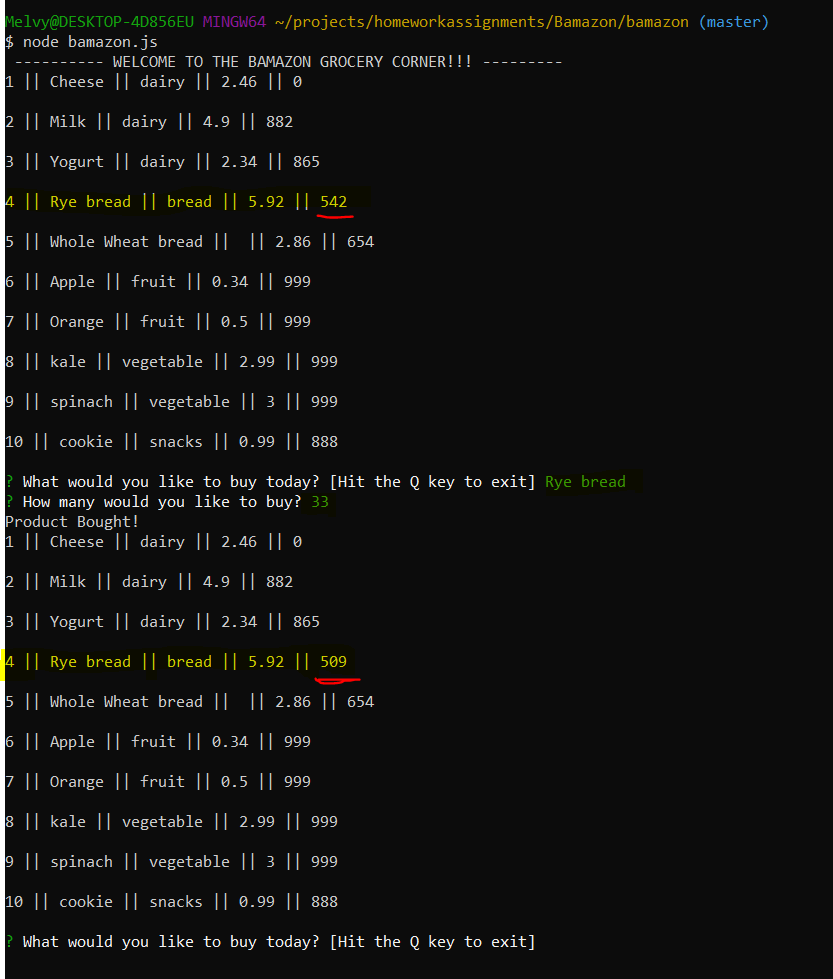 Melvy@DESKTOP-4D856EU MINGW64 ~/projects/homeworkassignments/Bamazon/bamazon (master)
$ node bamazon.js
---------- WELCOME TO THE BAMAZON GROCERY CORNER!!! ---------
1 || Cheese || dairy || 2.46 || 0
2 || Milk || dairy || 4.9 || 882
3 || Yogurt || dairy || 2.34 || 865
4 || Rye bread || bread || 5.92 || 542
5 || Whole Wheat bread ||  || 2.86 || 654
6 || Apple || fruit || 0.34 || 999
7 || Orange || fruit || 0.5 || 999
8 || kale || vegetable || 2.99 || 999
9 || spinach || vegetable || 3 || 999
10 || cookie || snacks || 0.99 || 888
? What would you like to buy today? [Hit the Q key to exit] Rye bread
? How many would you like to buy? 33
Product Bought!
1 || Cheese || dairy || 2.46 || 0
2 || Milk || dairy || 4.9 || 882
3 || Yogurt || dairy || 2.34 || 865
4 || Rye bread || bread || 5.92 || 509
5 || Whole Wheat bread ||  || 2.86 || 654
6 || Apple || fruit || 0.34 || 999
7 || Orange || fruit || 0.5 || 999
8 || kale || vegetable || 2.99 || 999
9 || spinach || vegetable || 3 || 999
10 || cookie || snacks || 0.99 || 888
? What would you like to buy today? [Hit the Q key to exit]